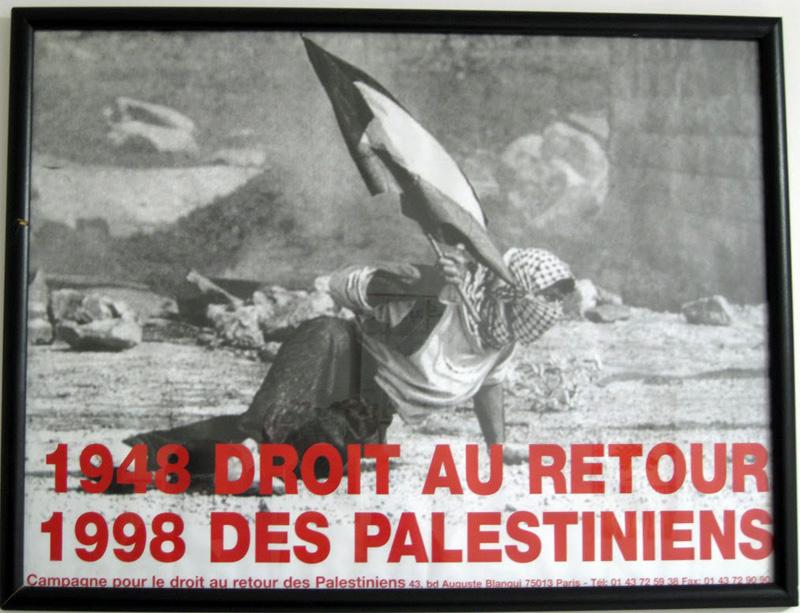 1948 DROIT AU RETOUR
1998 DES PALESTINIENS
Campagne pour le droit au retour des Palestiniens 43, bd Auguste Blanqui 75013 Paris - Tél: 01 43 72 59 38 Fax: 01 43 72 90 90